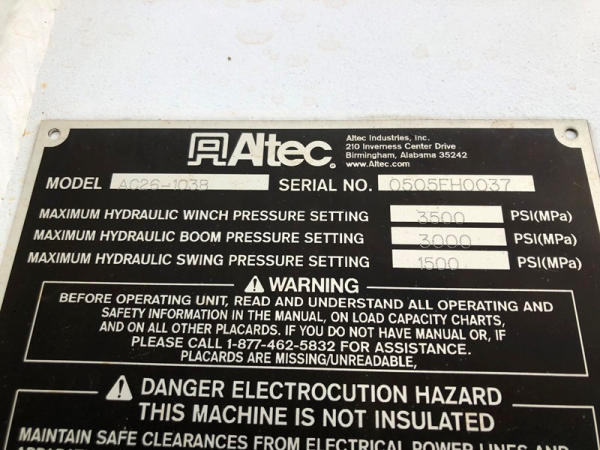 Altec
Altec Industries, Inc.
210 Inverness Center Drive
Birmingham, Alabama 35242
www.Altec.com
MODEL AC26-103B SERIAL NO. 0505EH0037
MAXIMUM HYDRAULIC WINCH PRESSURE SETTING 3500 PSI(MPa)
MAXIMUM HYDRAULIC BOOM PRESSURE SETTING 3000 PSI(MPa)
MAXIMUM HYDRAULIC SWING PRESSURE SETTING 1500 PSI(MPa)
WARNING
BEFORE OPERATING UNIT, READ AND UNDERSTAND ALL OPERATING AND
SAFETY INFORMATION IN THE MANUAL, ON LOAD CAPACITY CHARTS,
AND ON ALL OTHER PLACARDS. IF YOU DO NOT HAVE MANUAL OR, IF
PLEASE CALL 1-877-462-5832 FOR ASSISTANCE.
PLACARDS ARE MISSING/UNREADABLE,
DANGER ELECTROCUTION HAZARD
THIS MACHINE IS NOT INSULATED
MAINTAIN SAFE CLEARANCES FROM ELECTRICAL POWER LINES AND